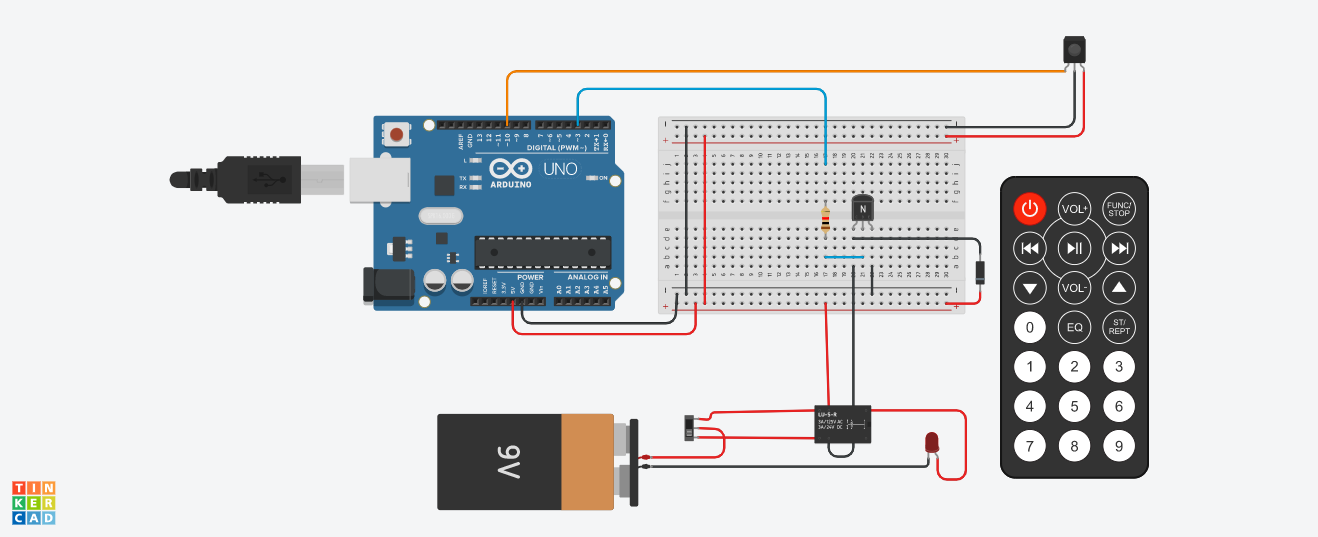 AREF
GND
13
12
~11
~10
~9
8
7
~6
~5
4
~3
2
TX→1
RX←0
DIGITAL (PWM~)
L
TX
RX
UNO
ARDUINO
ON
POWER
ANALOG IN
IOREF
RESET
3.3V
5V
GND
GND
Vin
A0
A1
A2
A3
A4
A5
N
9V
LU-5-R
3A/125V AC
3A/24V DC
VOL+
FUNC/
STOP
VOL-
0
EQ
ST/
REPT
1
2
3
4
5
6
7
8
9
TIN
KER
CAD